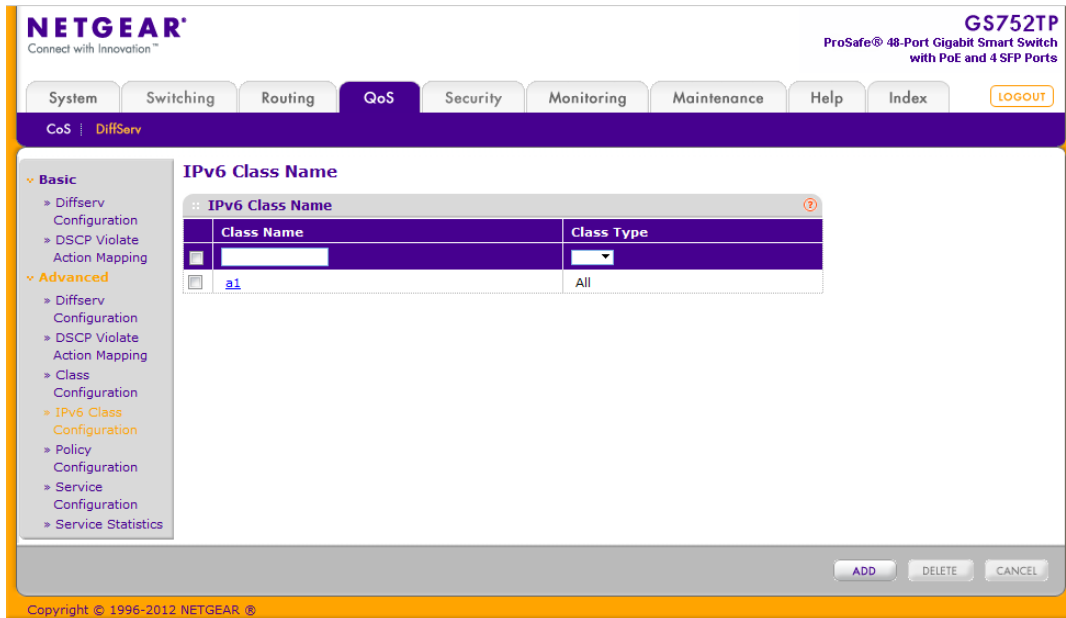 NETGEAR®
Connect with Innovation™
GS752TP
ProSafe® 48-Port Gigabit Smart Switch
with PoE and 4 SFP Ports
System Switching Routing QoS Security Monitoring Maintenance Help Index LOGOUT
CoS | DiffServ
Basic
» Diffserv
Configuration
» DSCP Violate
Action Mapping
Advanced
» Diffserv
Configuration
» DSCP Violate
Action Mapping
» Class
Configuration
» IPv6 Class
Configuration
» Policy
Configuration
» Service
Configuration
» Service Statistics
IPv6 Class Name
IPv6 Class Name ?
Class Name Class Type
a1 All
ADD DELETE CANCEL
Copyright © 1996-2012 NETGEAR ®